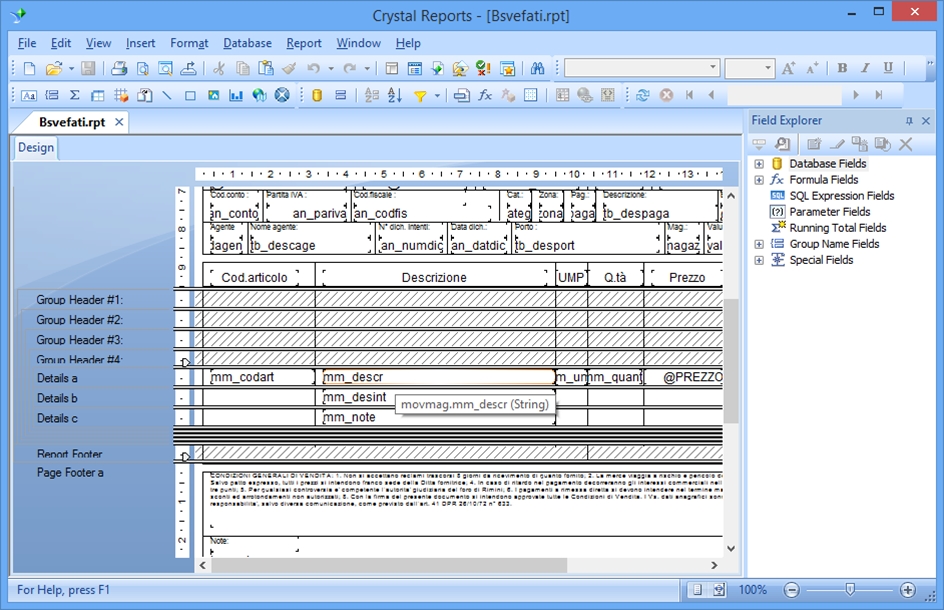 Crystal Reports - [Bsvefati.rpt]
File Edit View Insert Format Database Report Window Help
Bsvefati.rpt
Field Explorer
Design
Database Fields
Formula Fields
SQL Expression Fields
Parameter Fields
Running Total Fields
Group Name Fields
Special Fields
1 2 3 4 5 6 7 8 9 10 11 12 13
Cod.conto : Partita IVA : Cod.fiscale : Cat.: Zona: Pag.: Descrizione:
an_conto an_pariva an_codfis ateg zona paga tb_despaga
Agente Nome agente: N° dich. Intenti: Data dich.: Porto : Mag.: Valu
agen tb_descage an_numdic an_datdic tb_desport magaz val
Cod.articolo Descrizione UMP Q.tà Prezzo
Group Header #1:
Group Header #2:
Group Header #3:
Group Header #4:
Details a mm_codart mm_descr m_um mm_quant @PREZZO
Details b mm_desint
movmag.mm_descr (String)
Details c mm_note
Report Footer
Page Footer a
CONDIZIONI GENERALI DI VENDITA: 1. Non si accettano reclami trascorsi 8 giorni da ricevimento di quanto fornito; 2. La merce viaggia a rischio e pericolo de
Salvo patto espresso, tutti i prezzi si intendono franco sede della Ditta fornitrice. 4. In caso di ritardo nel pagamento decorreranno gli interessi commerciali nell
tre punti. 5. Per qualsiasi controversia e' competente l'autorita' giudiziaria del foro di Rimini. 6. I pagamenti a rimessa diretta si devono intendere nel termine ma
sconti ed arrotondamenti non autorizzati; 8. Con la firma del presente documento si intendono approvate tutte le Condizioni di Vendita. I Vs. dati anagrafici son
responsabilita', salvo diversa comunicazione, come previsto dall'art. 41 DPR 26/10/72 n° 633.
Note:
For Help, press F1
100%